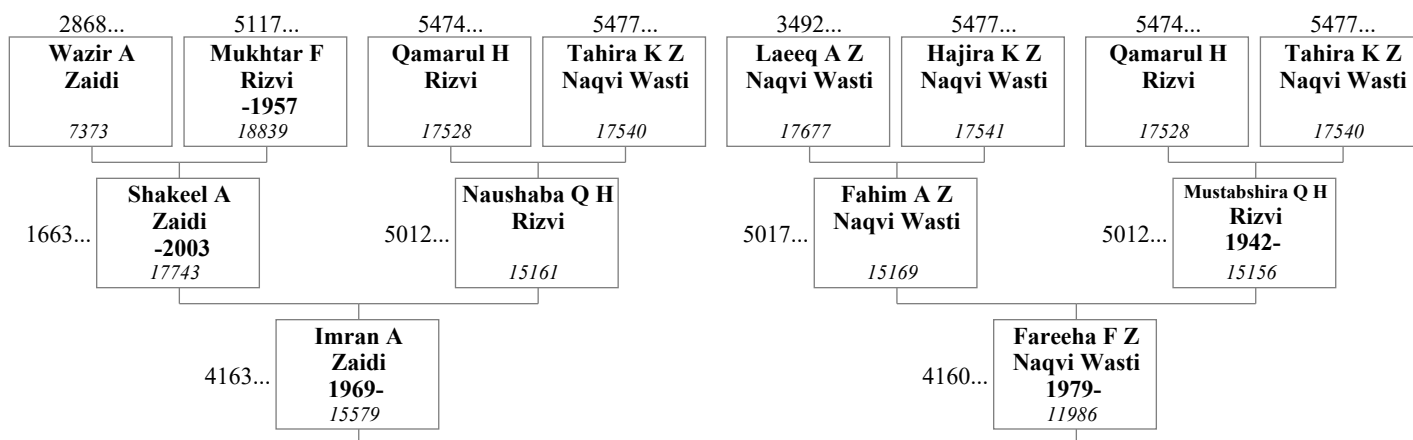 2868... 5117... 5474... 5477... 3492... 5477... 5474... 5477...
Wazir A
Zaidi
7373
Mukhtar F
Rizvi
-1957
18839
Qamarul H
Rizvi
17528
Tahira K Z
Naqvi Wasti
17540
Laeeq A Z
Naqvi Wasti
17677
Hajira K Z
Naqvi Wasti
17541
Qamarul H
Rizvi
17528
Tahira K Z
Naqvi Wasti
17540
1663...
Shakeel A
Zaidi
-2003
17743
5012...
Naushaba Q H
Rizvi
15161
5017...
Fahim A Z
Naqvi Wasti
15169
5012...
Mustabshira Q H
Rizvi
1942-
15156
4163...
Imran A
Zaidi
1969-
15579
4160...
Fareeha F Z
Naqvi Wasti
1979-
11986